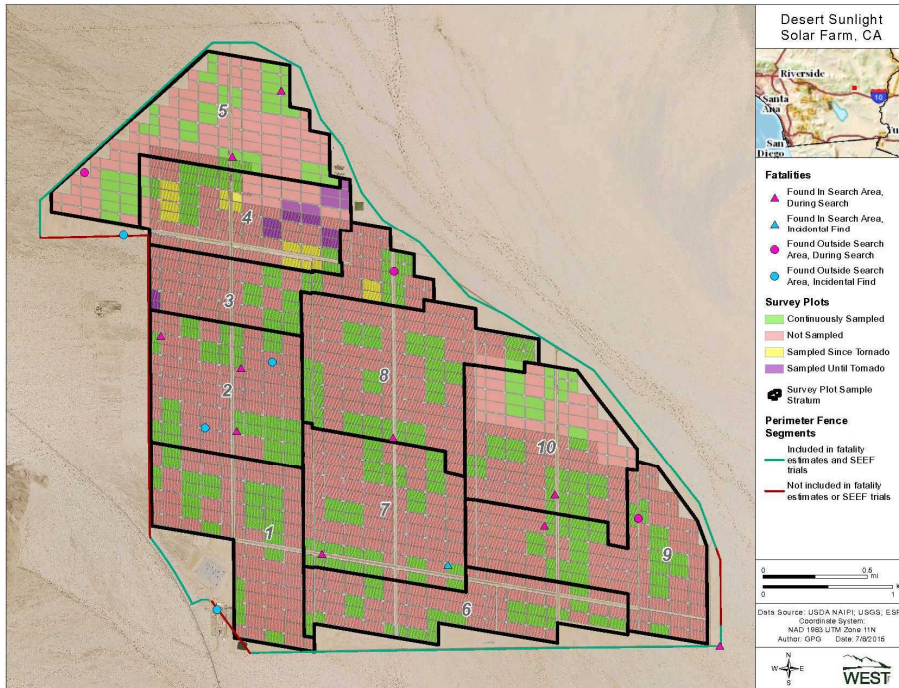 Desert Sunlight
Solar Farm, CA
Riverside
Santa
Ana
10
San
Diego
Fatalities
Found In Search Area,
During Search
Found In Search Area,
Incidental Find
Found Outside Search
Area, During Search
Found Outside Search
Area, Incidental Find
Survey Plots
Continuously Sampled
Not Sampled
Sampled Since Tornado
Sampled Until Tornado
Survey Plot Sample
Stratum
Perimeter Fence
Segments
Included in fatality
estimates and SEEF
trials
Not included in fatality
estimates or SEEF trials
0 0.5
mi
0 1 k
Data Source: USDA NAIPI; USGS; ESR
Coordinate System:
NAD 1983 UTM Zone 11N
Author: GPG Date: 7/8/2015
N
W E
S
WEST
5
4
3
2
8
10
1
7
9
6